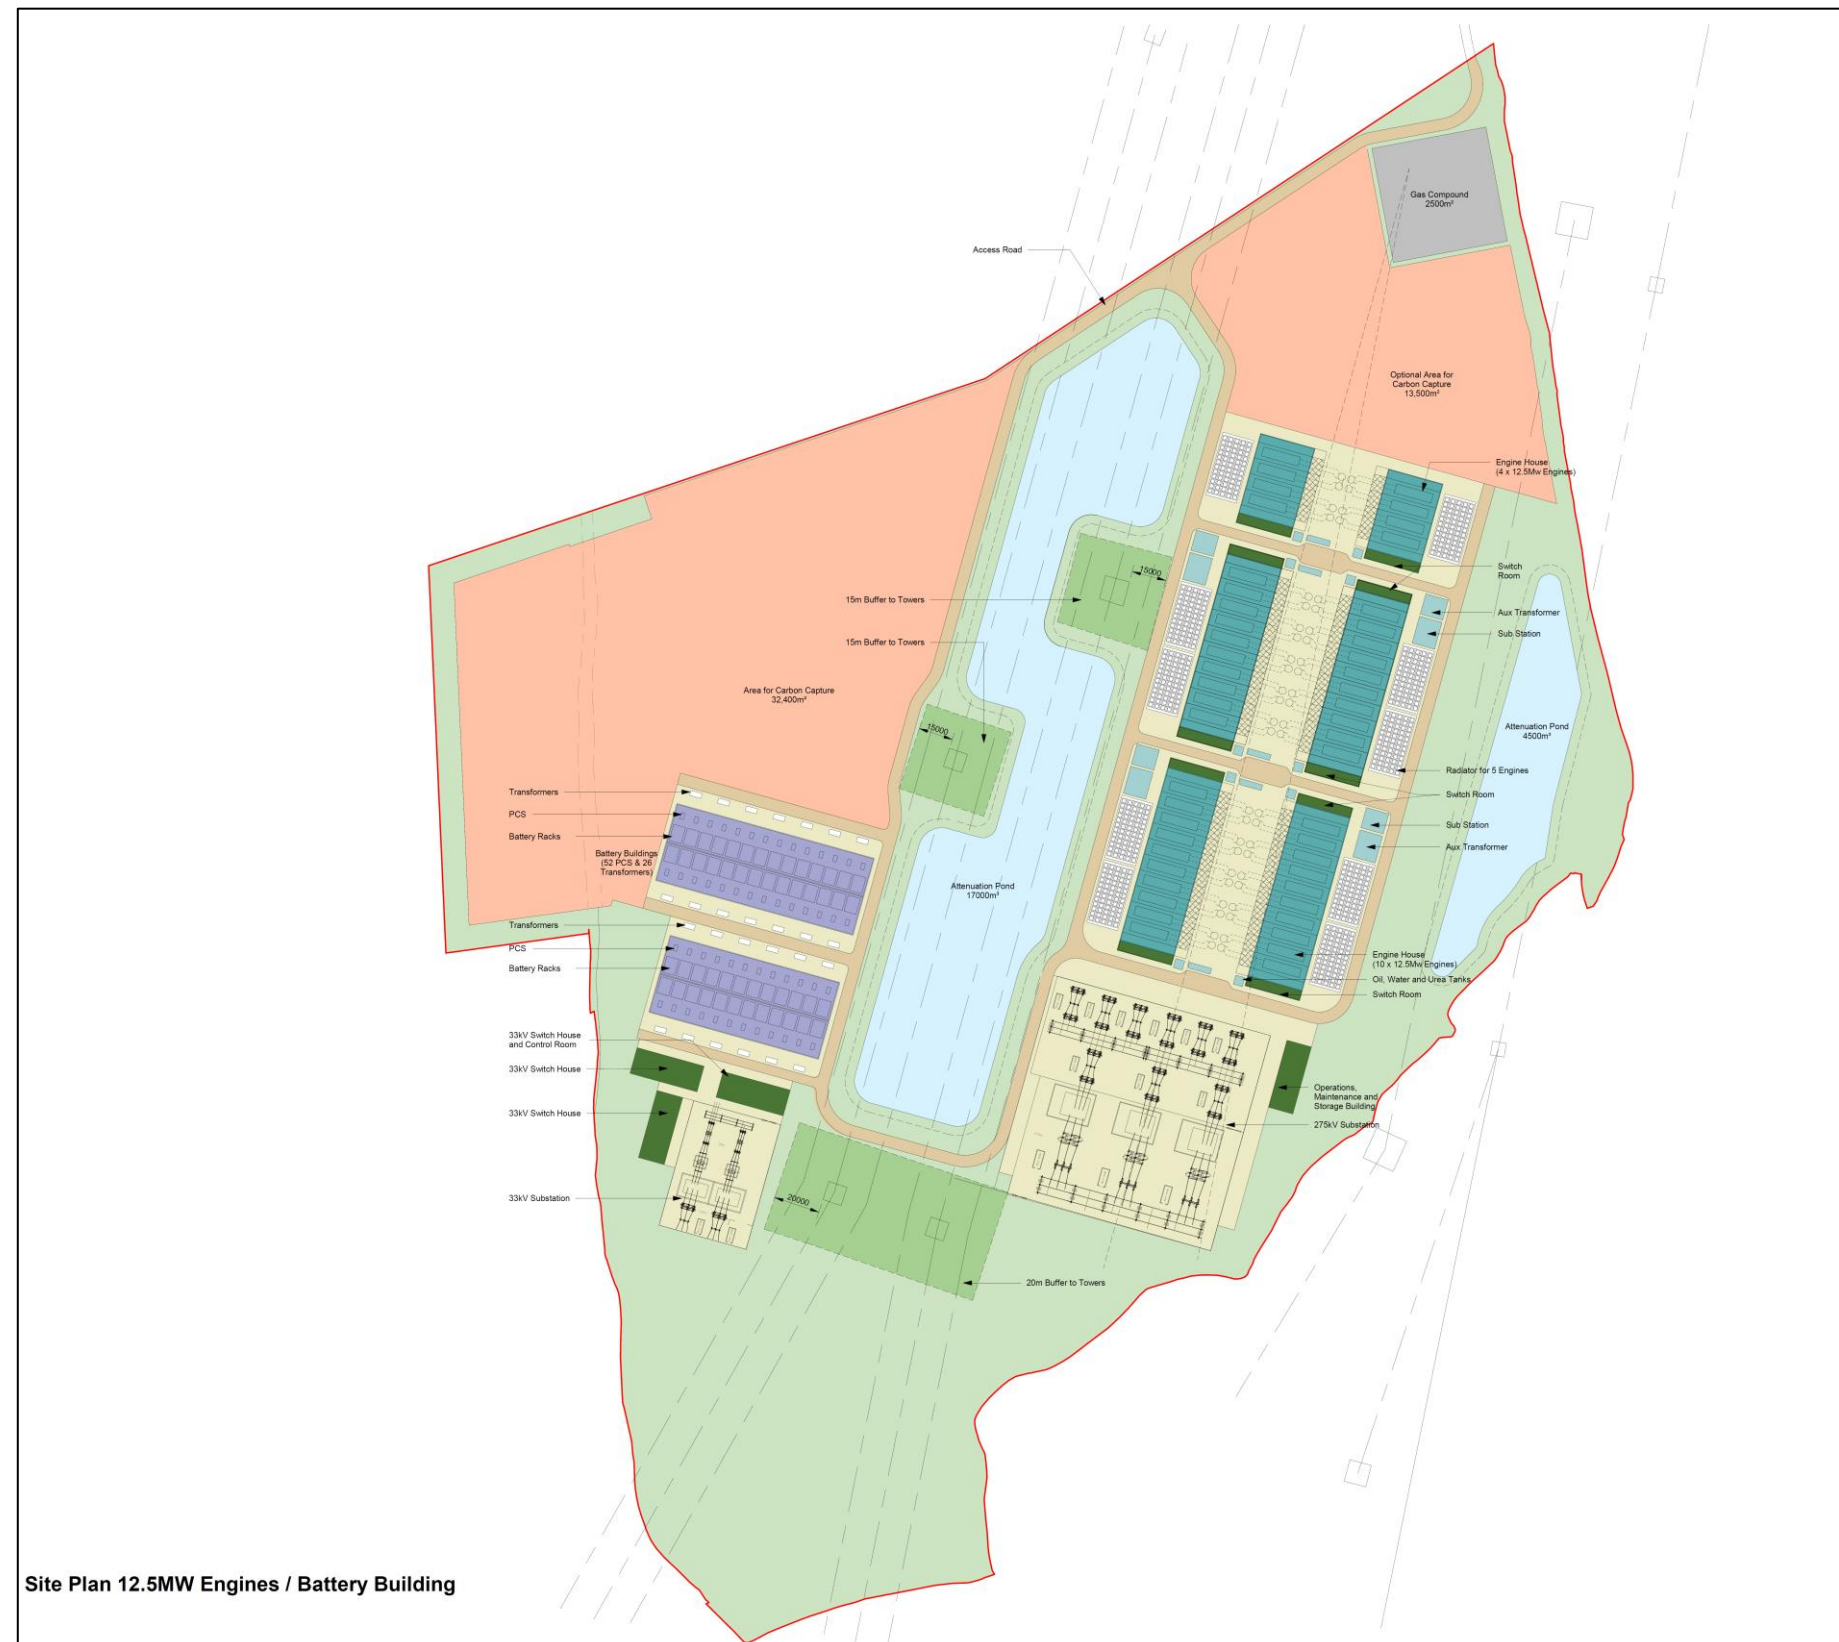 Gas Compound
2500m²
Access Road
Optional Area for
Carbon Capture
13,500m²
Engine House
(4 x 12.5Mw Engines)
Switch
Room
15000
15m Buffer to Towers
Aux Transformer
Sub Station
15m Buffer to Towers
Area for Carbon Capture
32,400m²
15000
Attenuation Pond
4500m²
Radiator for 5 Engines
Transformers
Switch Room
PCS
Sub Station
Battery Racks
Aux Transformer
Battery Buildings
(52 PCS & 26
Transformers)
Attenuation Pond
17000m²
Transformers
PCS
Engine House
(10 x 12.5Mw Engines)
Battery Racks
Oil, Water and Urea Tanks
Switch Room
33kV Switch House
and Control Room
33kV Switch House
Operations,
Maintenance and
Storage Building
33kV Switch House
275kV Substation
33kV Substation
20000
20m Buffer to Towers
Site Plan 12.5MW Engines / Battery Building